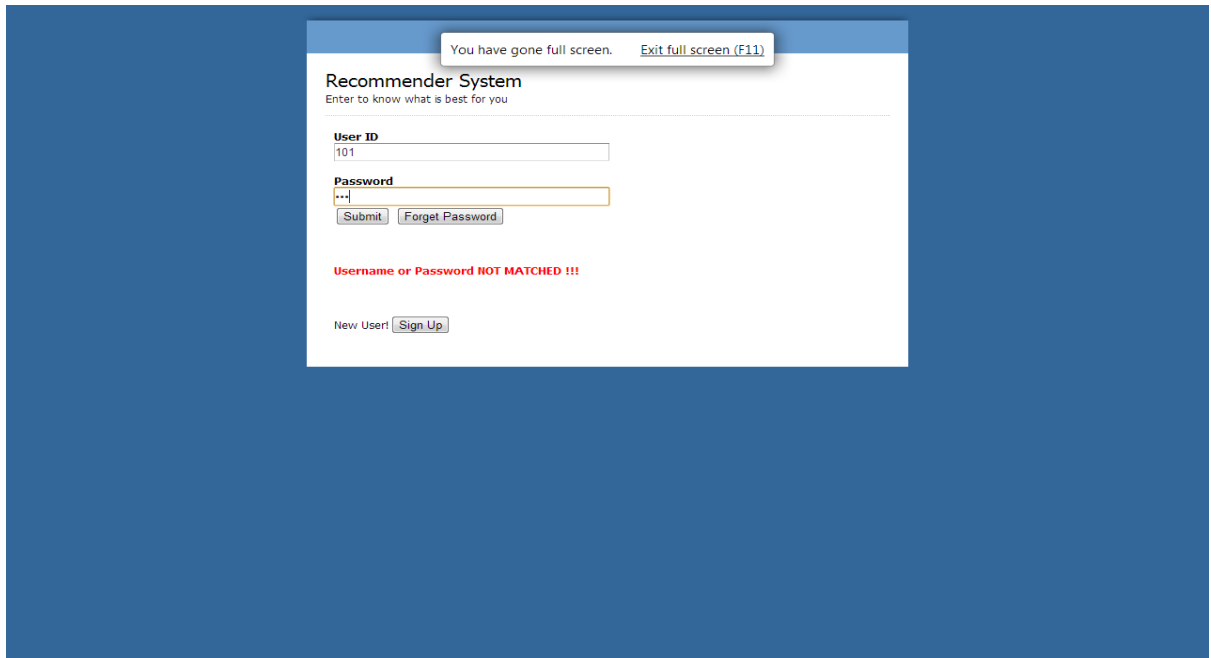 You have gone full screen. Exit full screen (F11)
Recommender System
Enter to know what is best for you
User ID
101
Password
•••
Submit Forget Password
Username or Password NOT MATCHED !!!
New User! Sign Up